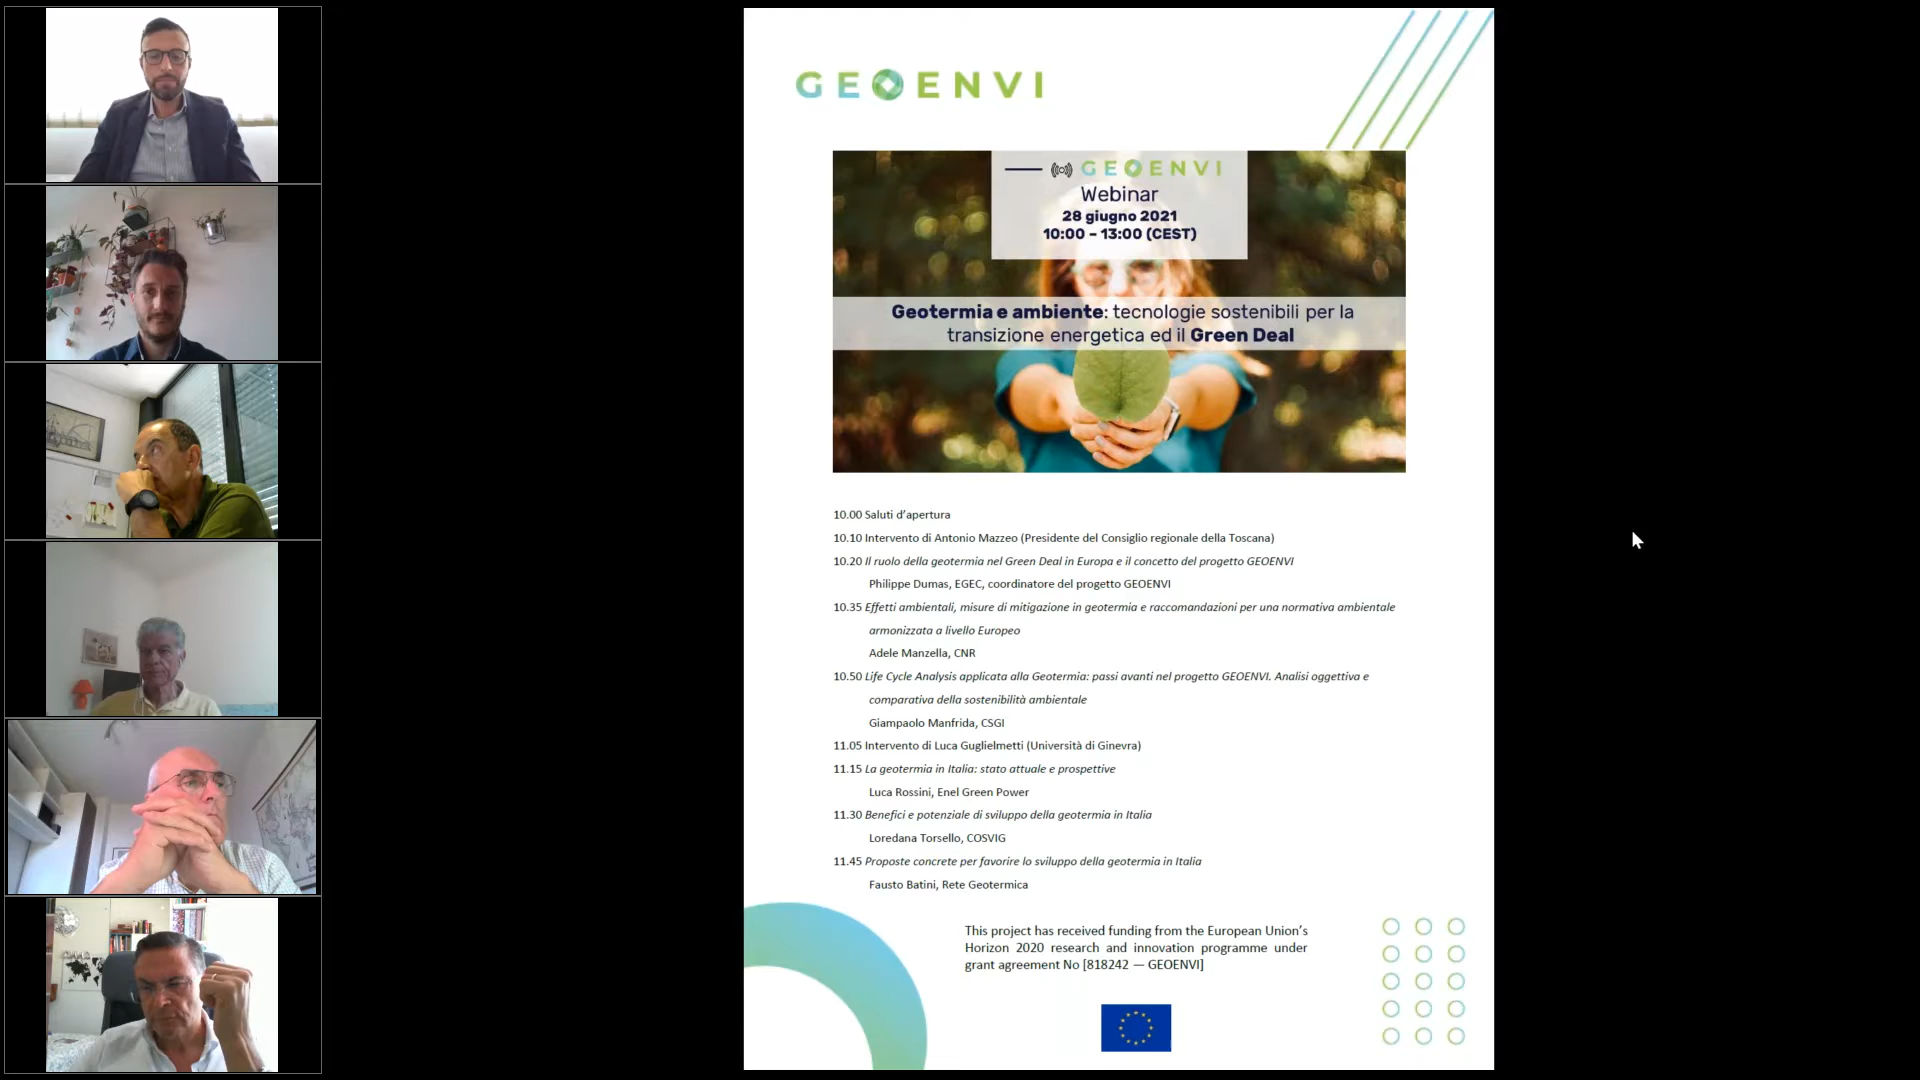 GEOENVI
GEOENVI
Webinar
28 giugno 2021
10:00 – 13:00 (CEST)
Geotermia e ambiente: tecnologie sostenibili per la
transizione energetica ed il Green Deal
10.00 Saluti d’apertura
10.10 Intervento di Antonio Mazzeo (Presidente del Consiglio regionale della Toscana)
10.20 Il ruolo della geotermia nel Green Deal in Europa e il concetto del progetto GEOENVI
Philippe Dumas, EGEC, coordinatore del progetto GEOENVI
10.35 Effetti ambientali, misure di mitigazione in geotermia e raccomandazioni per una normativa ambientale
armonizzata a livello Europeo
Adele Manzella, CNR
10.50 Life Cycle Analysis applicata alla Geotermia: passi avanti nel progetto GEOENVI. Analisi oggettiva e
comparativa della sostenibilità ambientale
Giampaolo Manfrida, CSGI
11.05 Intervento di Luca Guglielmetti (Università di Ginevra)
11.15 La geotermia in Italia: stato attuale e prospettive
Luca Rossini, Enel Green Power
11.30 Benefici e potenziale di sviluppo della geotermia in Italia
Loredana Torsello, COSVIG
11.45 Proposte concrete per favorire lo sviluppo della geotermia in Italia
Fausto Batini, Rete Geotermica
This project has received funding from the European Union’s
Horizon 2020 research and innovation programme under
grant agreement No [818242 — GEOENVI]